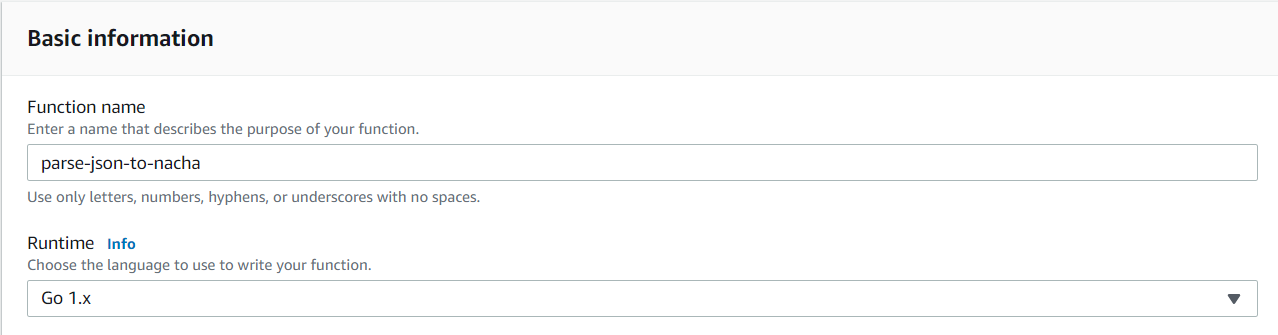 Basic information
Function name
Enter a name that describes the purpose of your function.
parse-json-to-nacha
Use only letters, numbers, hyphens, or underscores with no spaces.
Runtime Info
Choose the language to use to write your function.
Go 1.x